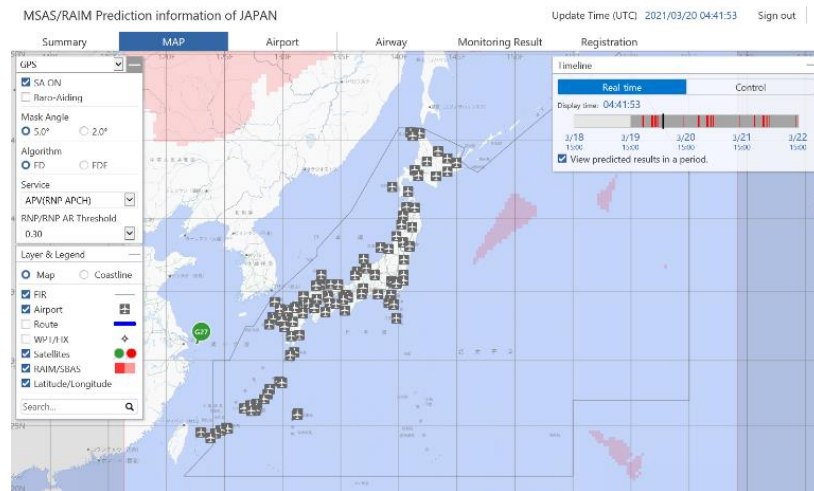 MSAS/RAIM Prediction information of JAPAN
Update Time (UTC) 2021/03/20 04:41:53 Sign out
Summary MAP Airport Airway Monitoring Result Registration
GPS
SA ON
Baro-Aiding
Mask Angle
5.0° 2.0°
Algorithm
FD FDE
Service
APV(RNP APCH)
RNP/RNP AR Threshold
0.30
Layer & Legend
Map Coastline
FIR
Airport
Route
WPT/FIX
Satellites
RAIM/SBAS
Latitude/Longitude
Search...
G27
25N
20N
Timeline
Real time Control
Display time: 04:41:53
3/18 3/19 3/20 3/21 3/22
15:00 15:00 15:00 15:00 15:00
View predicted results in a period.